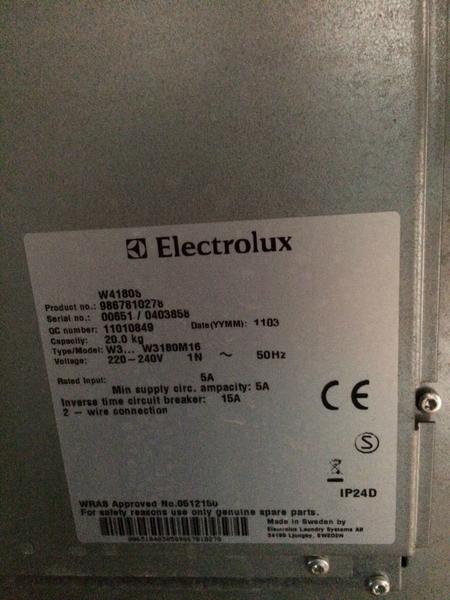 Electrolux
W4180S
Product no.: 9867810278
Serial no.: 00651 / 0403858
QC number: 11010849 Date(YYMM): 1103
Capacity: 20.0 kg
Type/Model: W3... W3180M16
Voltage: 220-240V 1N ~ 50Hz
Rated Input: 5A
Min supply circ. ampacity: 5A
Inverse time circuit breaker: 15A
2 - wire connection
CE
S
IP24D
WRAS Approved No.
For safety reasons use only genuine spare parts.
Made in Sweden by
Electrolux Laundry Systems AB
Ljungby, SWEDEN